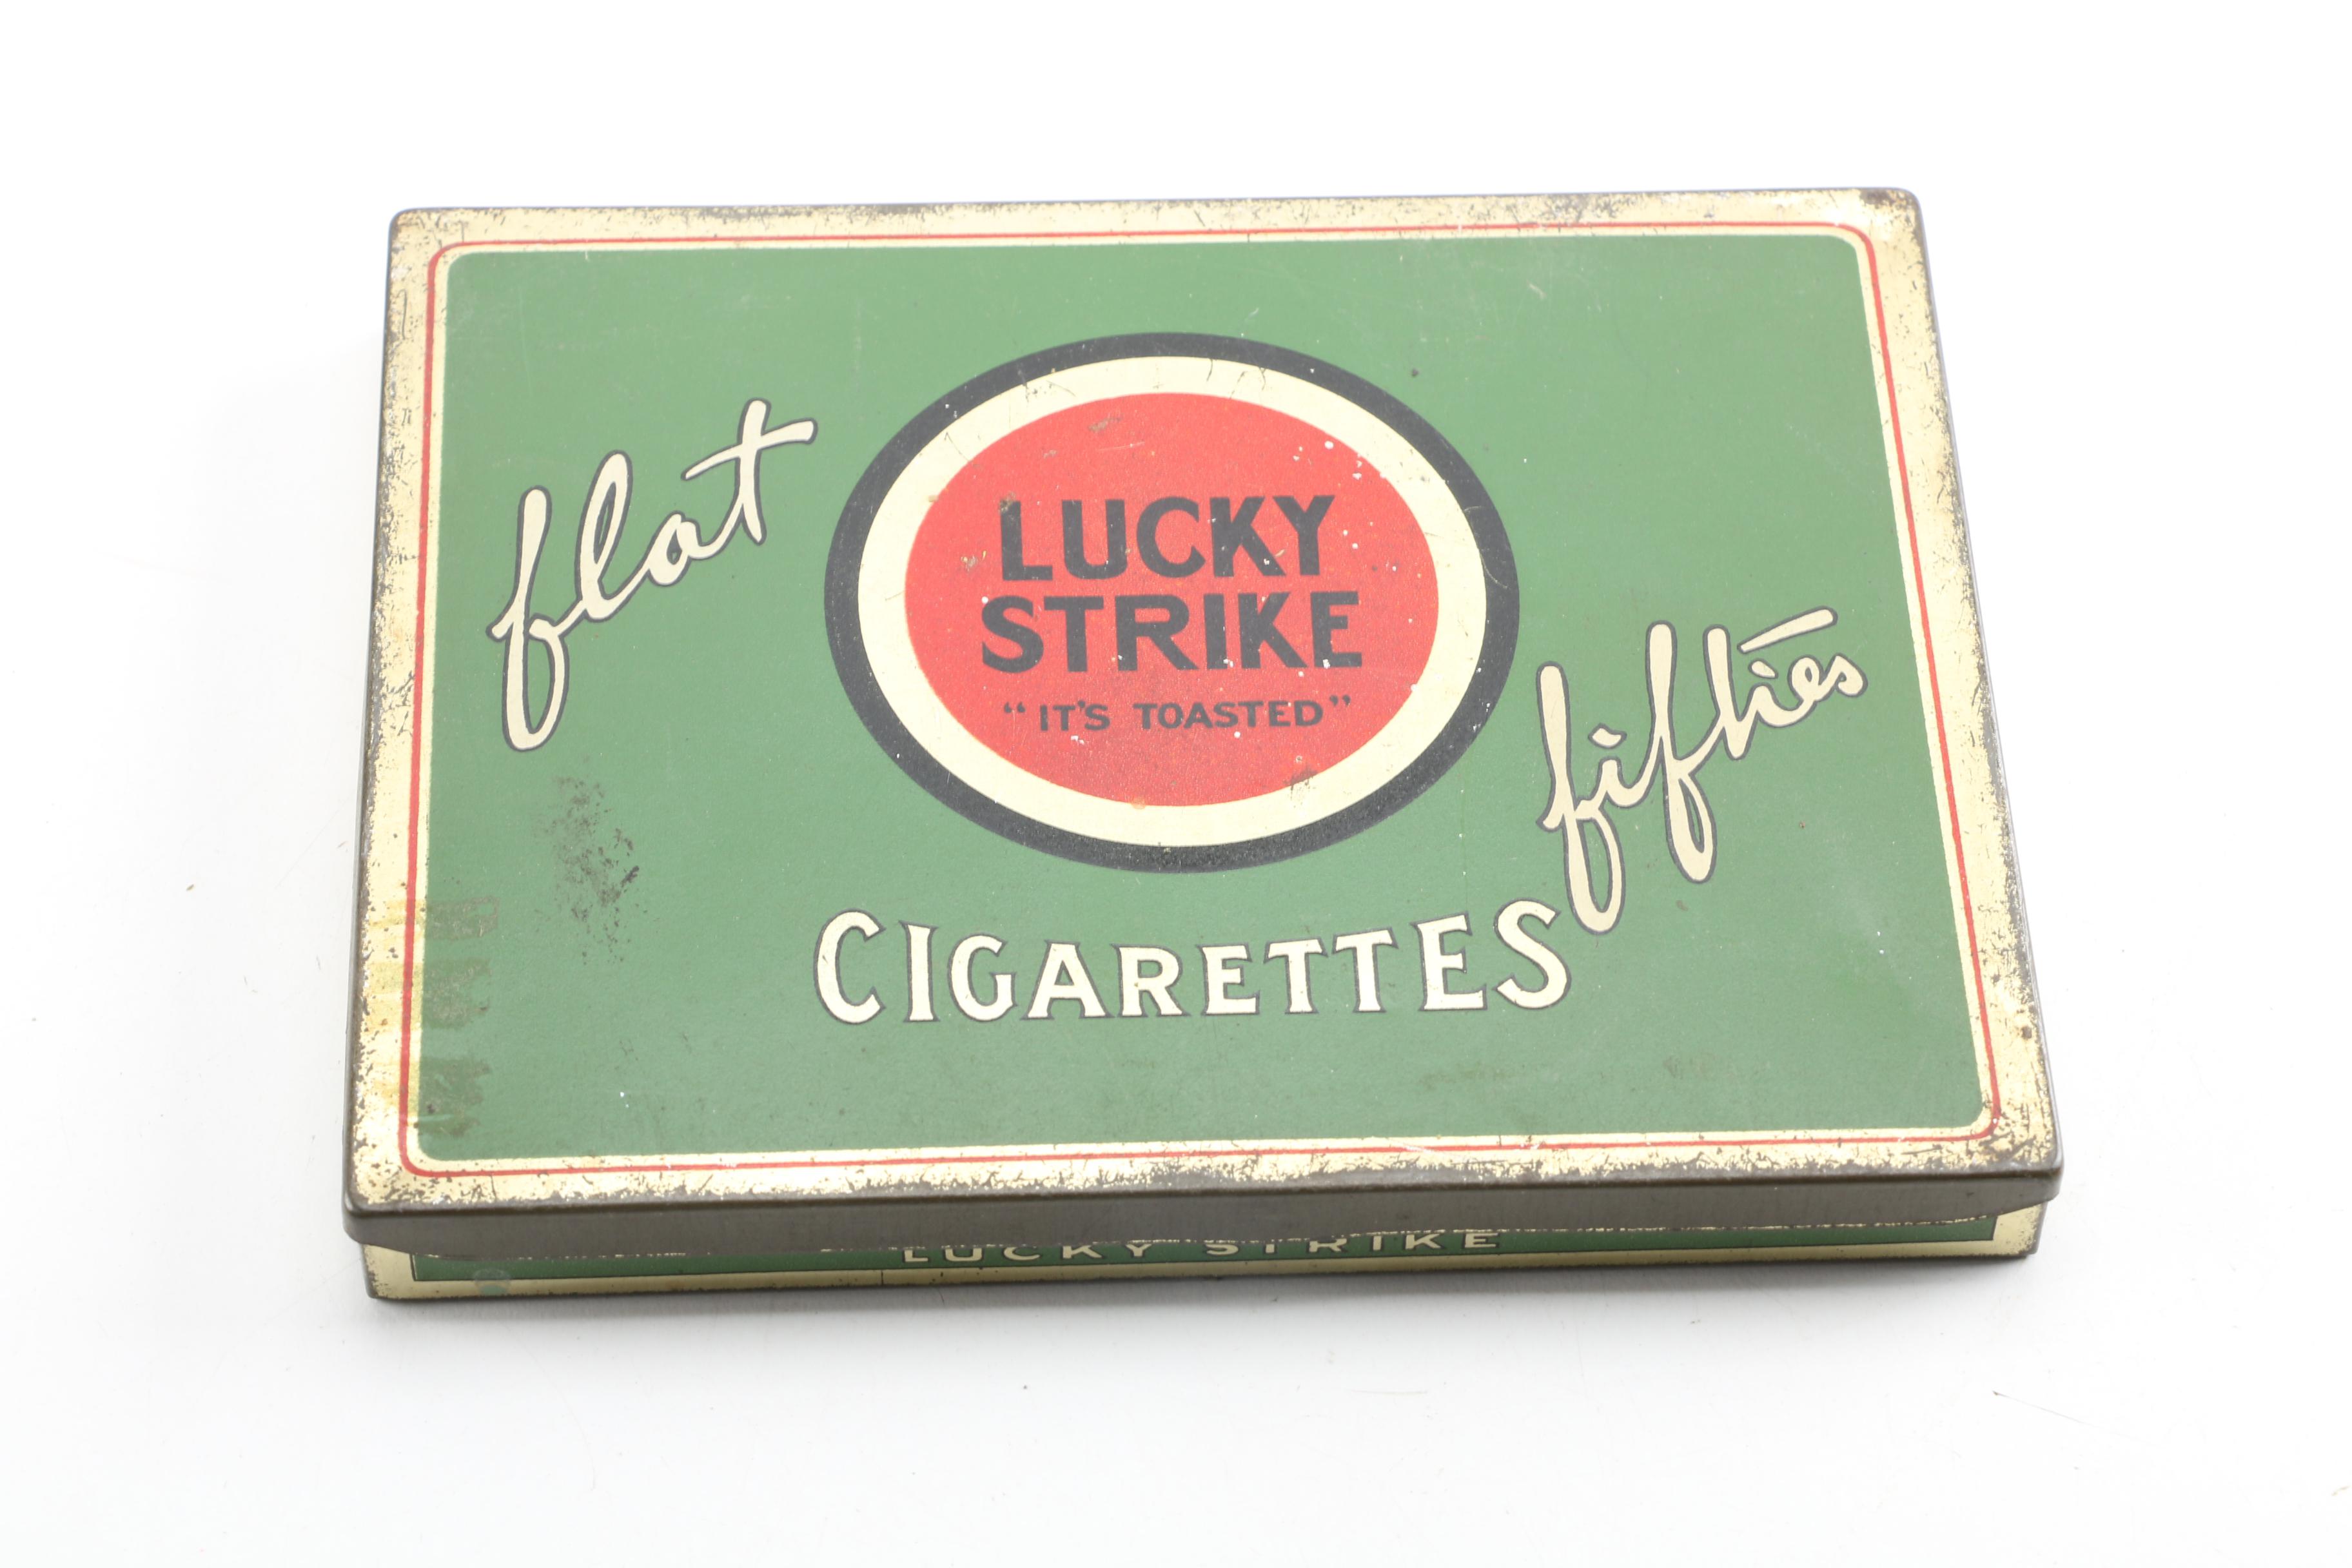 flat
LUCKY
STRIKE
"IT'S TOASTED"
fifties
CIGARETTES
LUCKY STRIKE